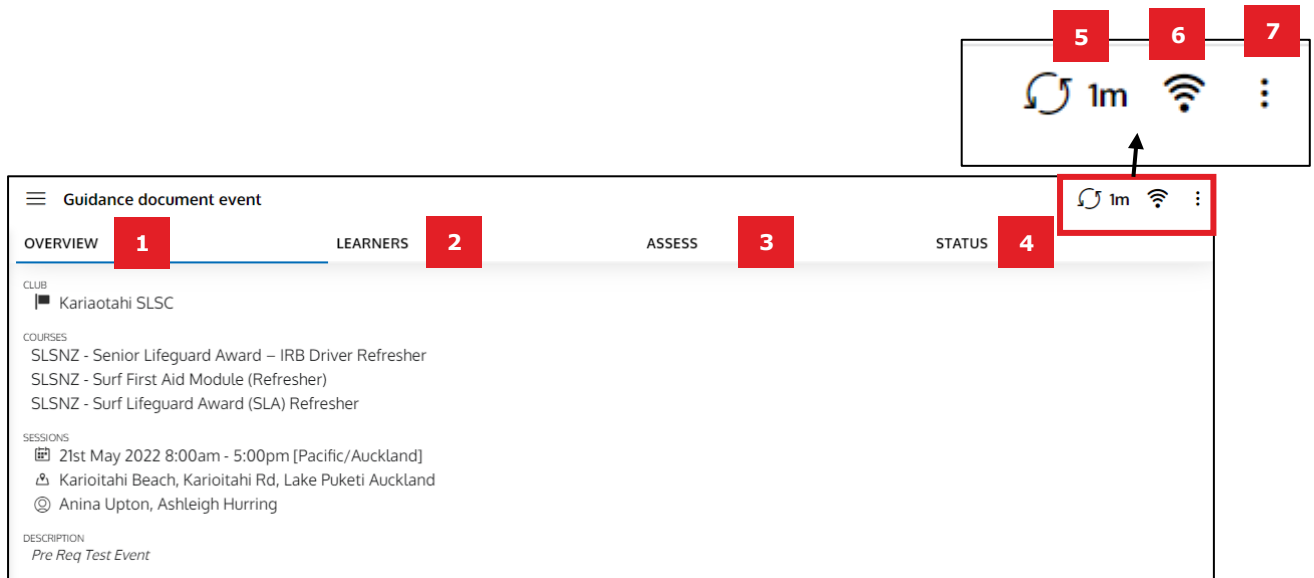 5 6 7
1m
Guidance document event 1m
OVERVIEW 1 LEARNERS 2 ASSESS 3 STATUS 4
CLUB
Kariaotahi SLSC
COURSES
SLSNZ - Senior Lifeguard Award – IRB Driver Refresher
SLSNZ - Surf First Aid Module (Refresher)
SLSNZ - Surf Lifeguard Award (SLA) Refresher
SESSIONS
21st May 2022 8:00am - 5:00pm [Pacific/Auckland]
Karioitahi Beach, Karioitahi Rd, Lake Puketi Auckland
Anina Upton, Ashleigh Hurring
DESCRIPTION
Pre Req Test Event